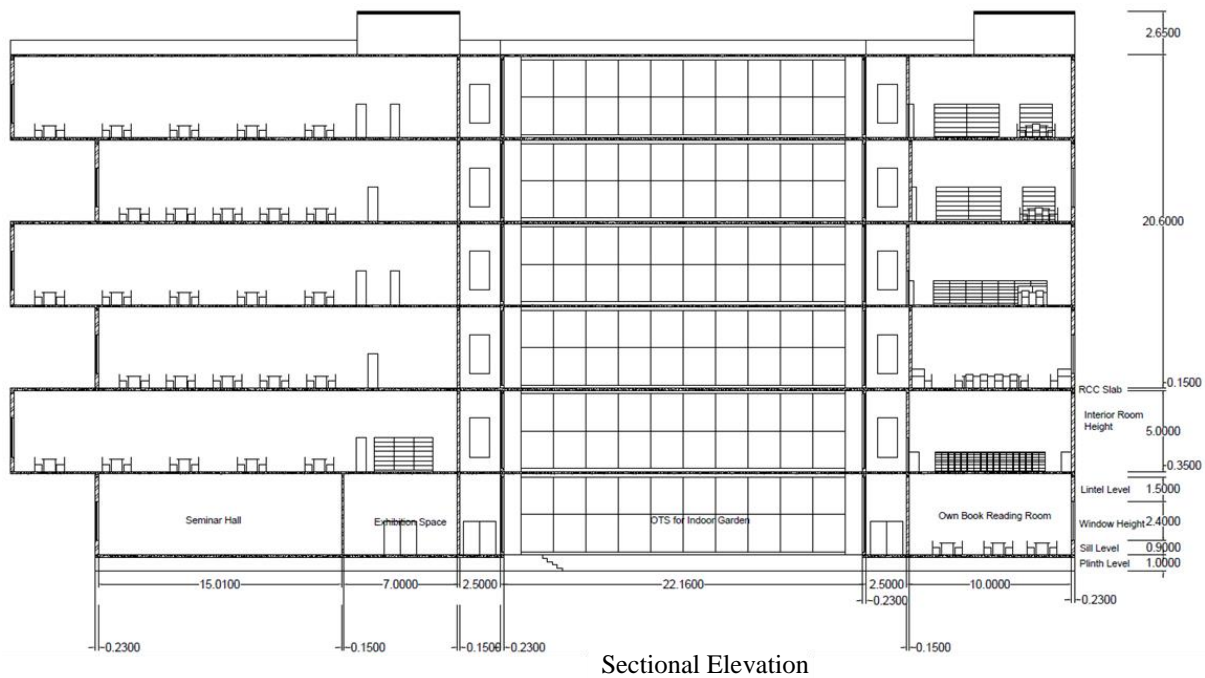 2.6500
20.6000
0.1500
RCC Slab
Interior Room
Height
5.0000
0.3500
Lintel Level
1.5000
Seminar Hall
Exhibition Space
OTS for Indoor Garden
Own Book Reading Room
Window Height
2.4000
Sill Level
0.9000
Plinth Level
1.0000
15.0100
7.0000
2.5000
22.1600
2.5000
10.0000
0.2300
0.2300
0.2300
0.1500
0.1500
0.2300
0.1500
Sectional Elevation